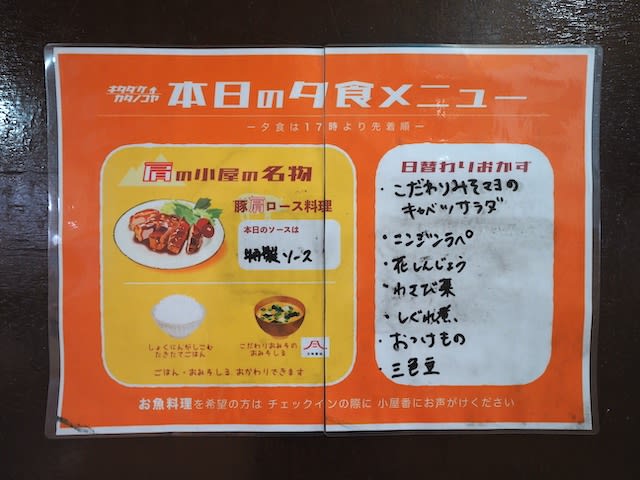 キタダケ
カタノコヤ
本日の夕食メニュー
ー夕食は17時より先着順ー
肩の小屋の名物
豚肩ロース料理
本日のソースは
特製ソース
しょくにんがしこむ
たきたてごはん
こだわりおみその
おみそしる
ごはん・おみそしる おかわりできます
日替わりおかず
・こだわりみそマヨの
キャベツサラダ
・ニンジンラペ
・花しんじょう
・わさび菜
・しぐれ煮、
・おつけもの
・三色豆
お魚料理を希望の方は チェックインの際に 小屋番にお声がけください